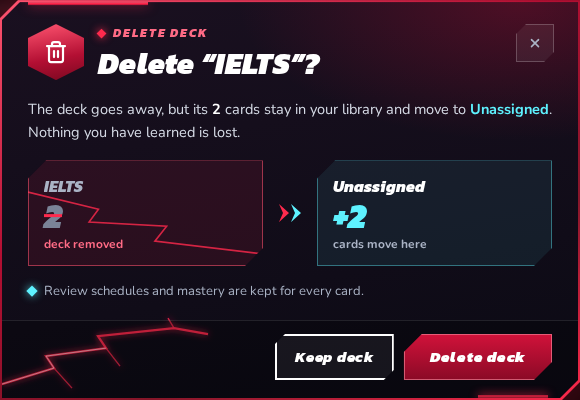 DELETE DECK
Delete “IELTS”?
The deck goes away, but its 2 cards stay in your library and move to Unassigned.
Nothing you have learned is lost.
IELTS
2
deck removed
Unassigned
+2
cards move here
Review schedules and mastery are kept for every card.
Keep deck
Delete deck